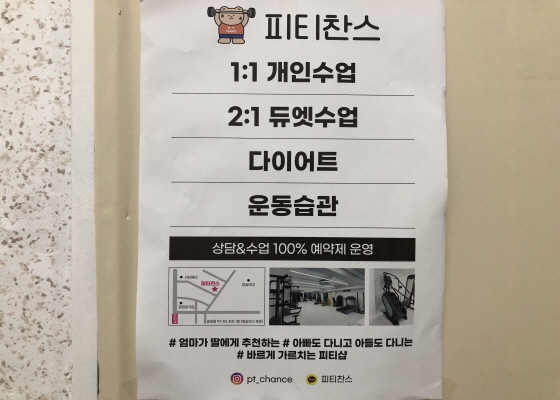 피티찬스
1:1 개인수업
2:1 듀엣수업
다이어트
운동습관
상담&수업 100% 예약제 운영
피티찬스
# 엄마가 딸에게 추천하는 # 아빠도 다니고 아들도 다니는
# 바르게 가르치는 피티샵
pt_chance 피티찬스